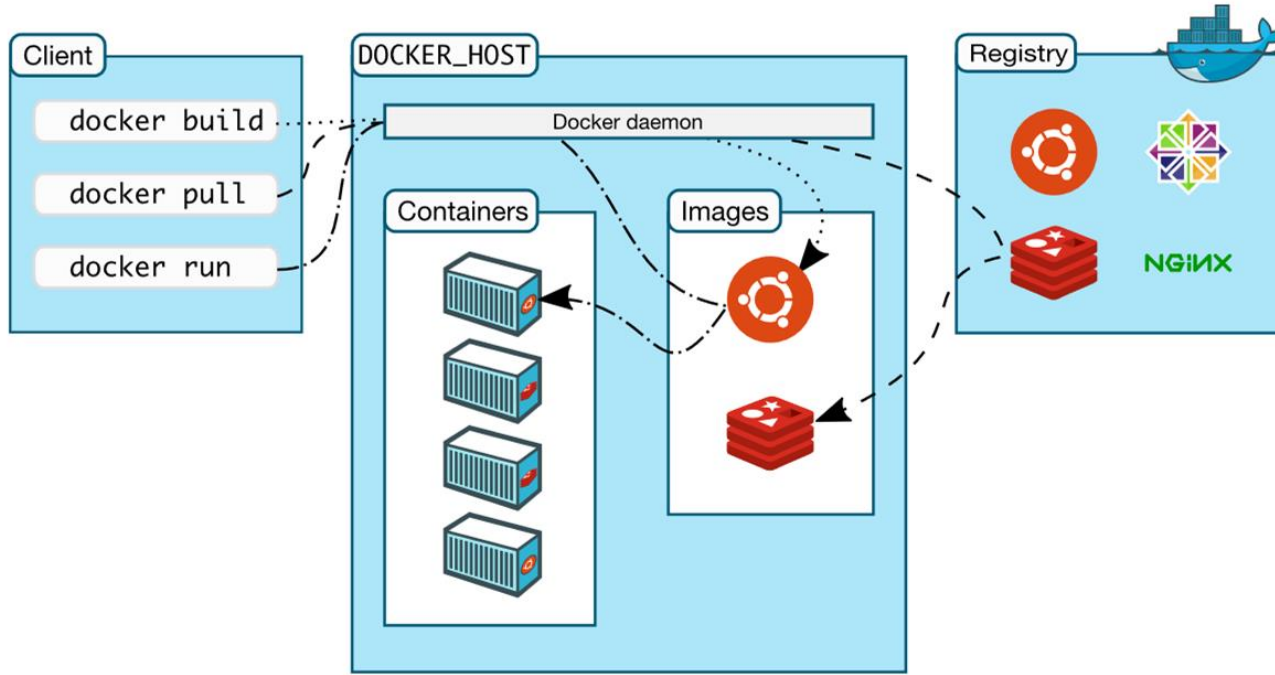 Client
docker build
docker pull
docker run
DOCKER_HOST
Docker daemon
Containers
Images
Registry
NGiNX